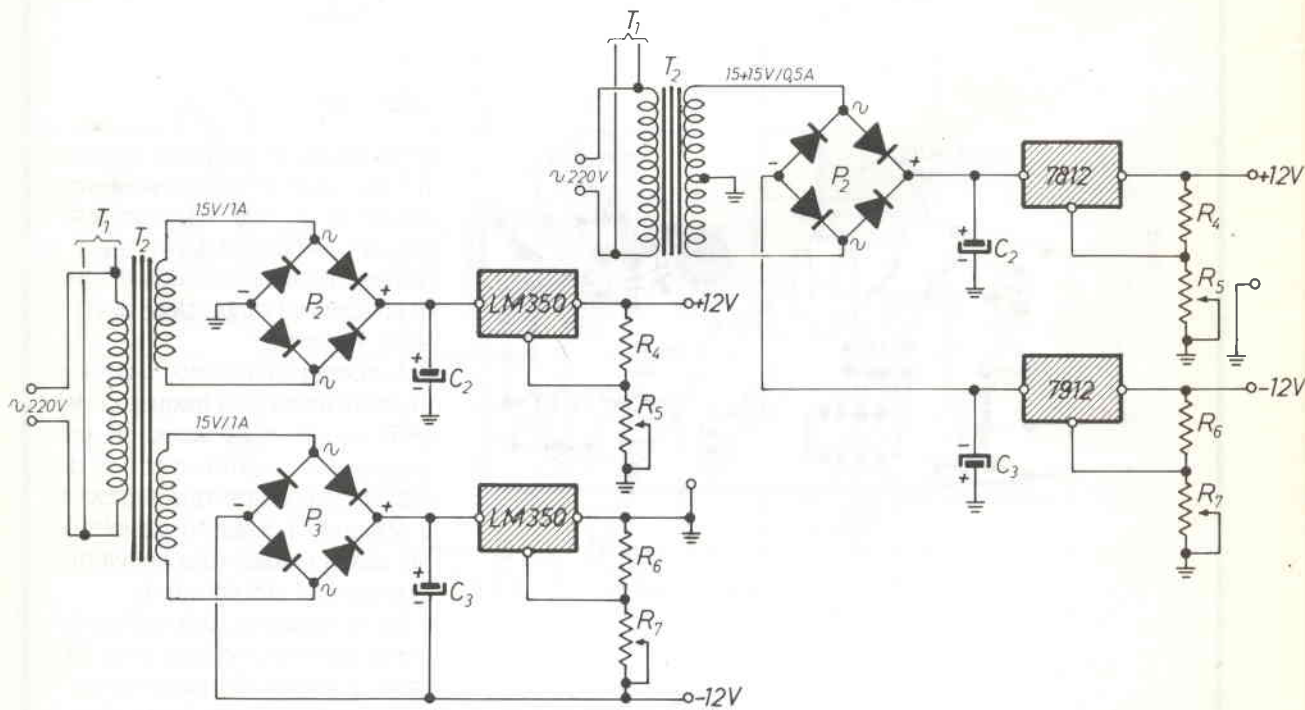 T1
T2
15V/1A
~
P2
-
+
~
LM350
+12V
+
C2
-
R4
R5
~220V
15V/1A
~
P3
-
+
~
LM350
+
C3
-
R6
R7
-12V
T1
T2
15+15V/0,5A
~
P2
-
+
~
~220V
7812
+12V
+
C2
-
R4
R5
7912
-12V
-
C3
+
R6
R7